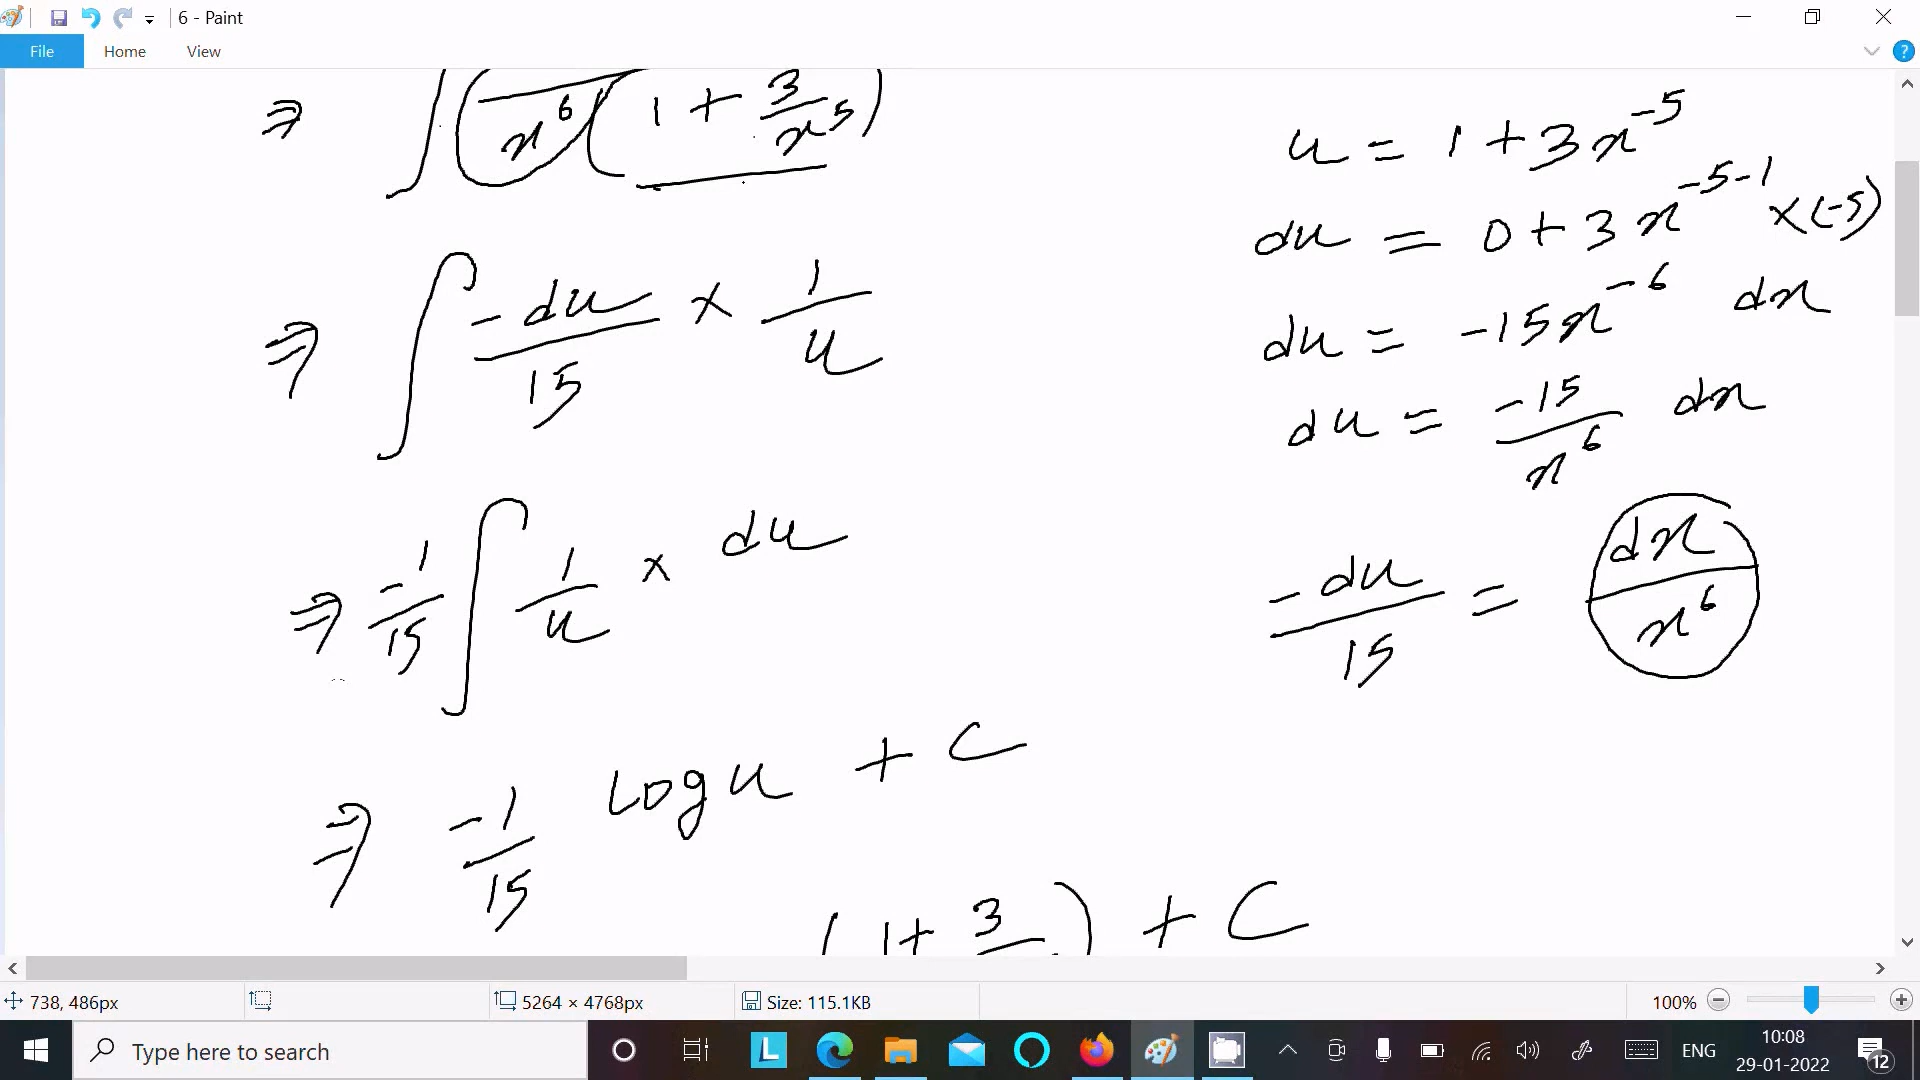 6 - Paint
File Home View
⇒ ∫ x⁶ (1 + 3/x⁵)
⇒ ∫ -du/15 × 1/u
⇒ -1/15 ∫ 1/u × du
⇒ -1/15 log u + C
(1 + 3/ ) + C
u = 1 + 3x⁻⁵
du = 0 + 3x⁻⁵⁻¹ × (-5)
du = -15x⁻⁶ dx
du = -15/x⁶ dx
-du/15 = dx/x⁶
738, 486px 5264 × 4768px Size: 115.1KB 100%
Type here to search
L
ENG
10:08
29-01-2022
12